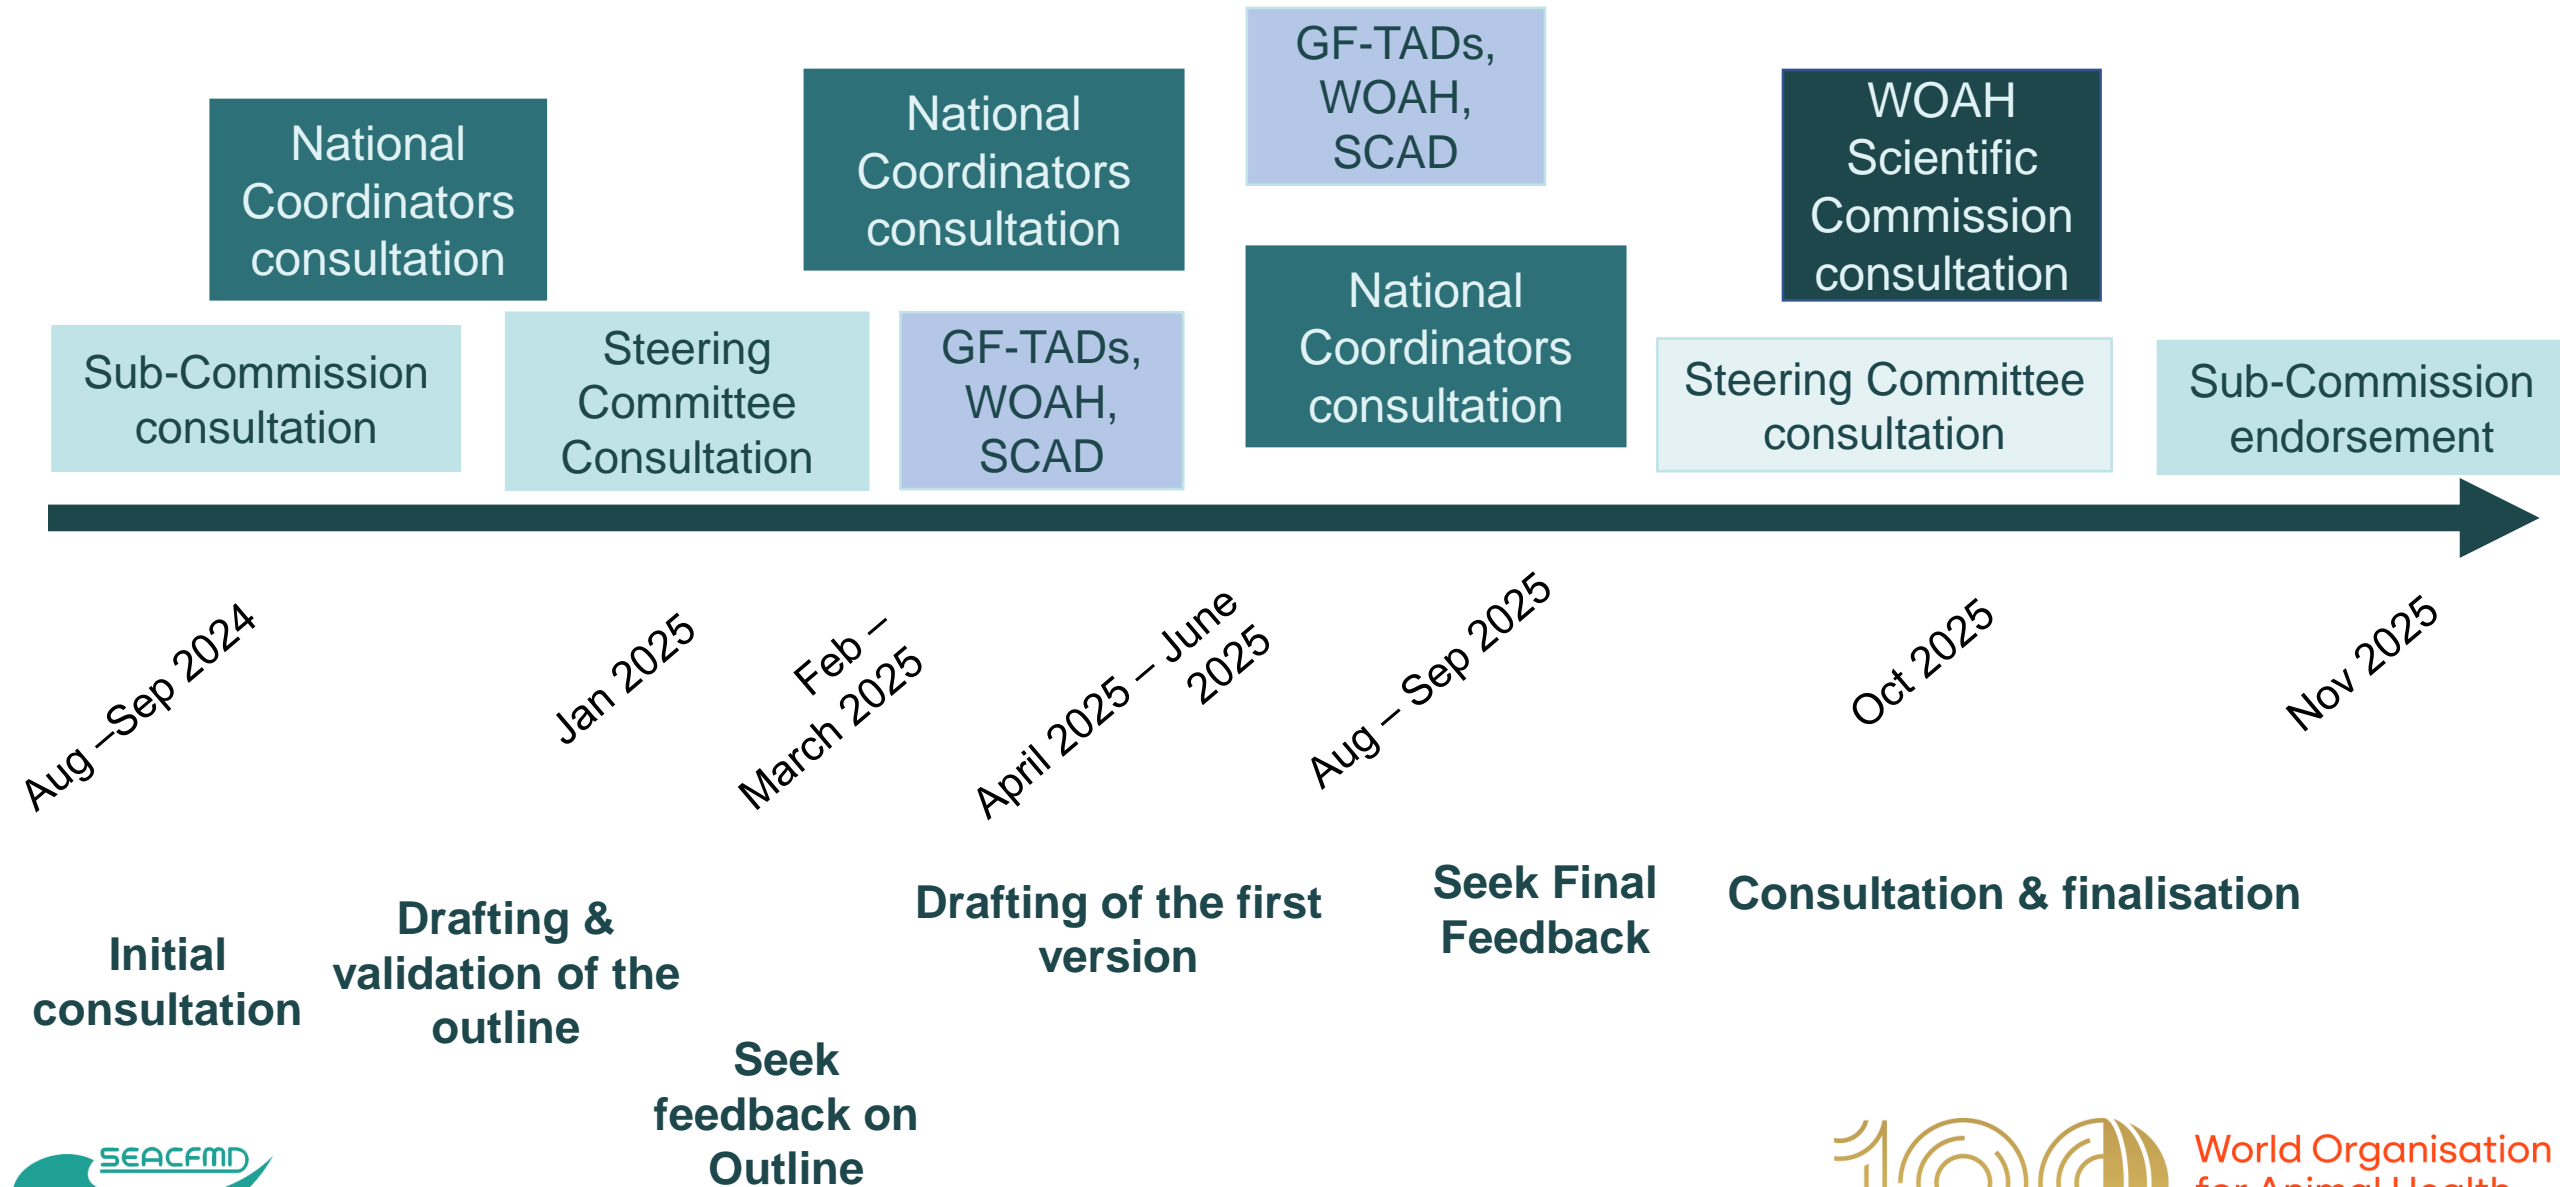 National
Coordinators
consultation
National
Coordinators
consultation
GF-TADs,
WOAH,
SCAD
WOAH
Scientific
Commission
consultation
Sub-Commission
consultation
Steering
Committee
Consultation
GF-TADs,
WOAH,
SCAD
National
Coordinators
consultation
Steering Committee
consultation
Sub-Commission
endorsement
Aug –Sep 2024
Jan 2025
Feb –
March 2025
April 2025 – June
2025
Aug – Sep 2025
Oct 2025
Nov 2025
Initial
consultation
Drafting &
validation of the
outline
Seek
feedback on
Outline
Drafting of the first
version
Seek Final
Feedback
Consultation & finalisation
SEACFMD
100
World Organisation
for Animal Health